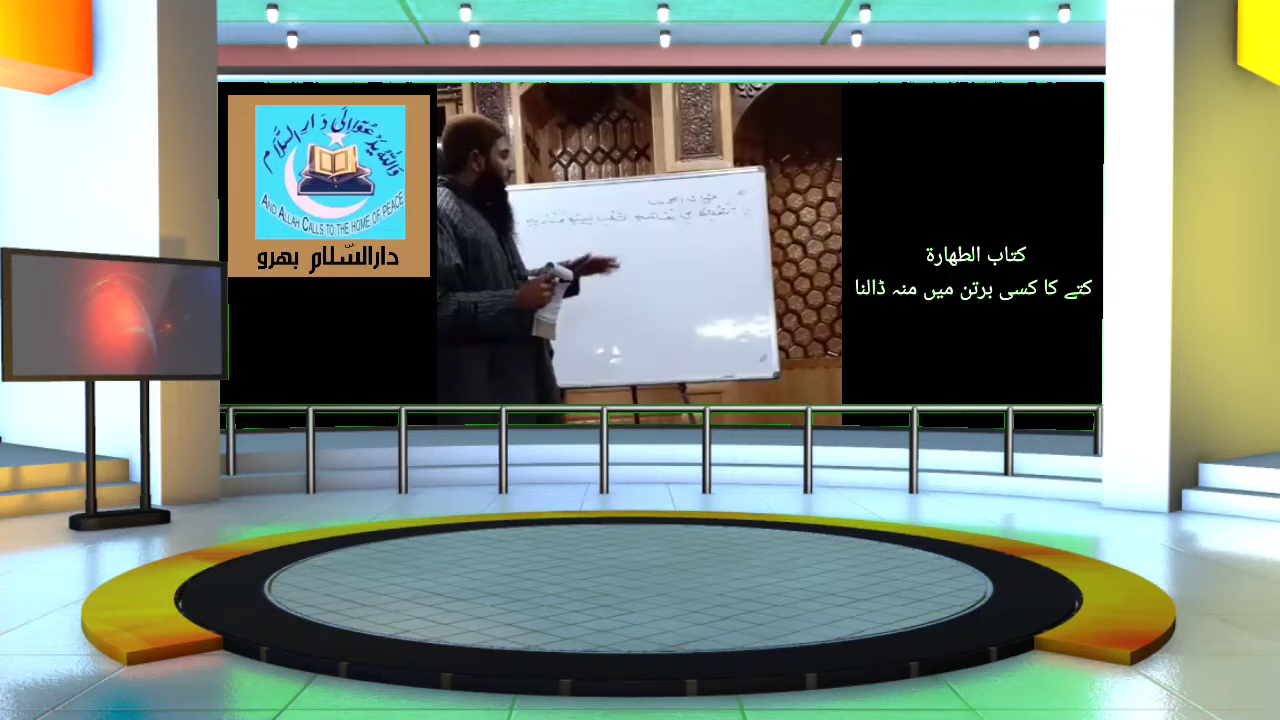 وَاللّٰهُ يَدْعُوْۤا اِلٰى دَارِ السَّلَامِ
AND ALLAH CALLS TO THE HOME OF PEACE
دارالسّلام بھرو
کتاب الطهارة
کتے کا کسی برتن میں منہ ڈالنا